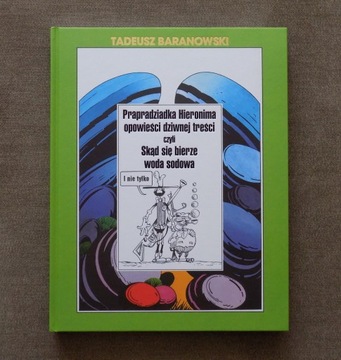 TADEUSZ BARANOWSKI
Prapradziadka Hieronima
opowieści dziwnej treści
czyli
Skąd się bierze
woda sodowa
I nie tylko